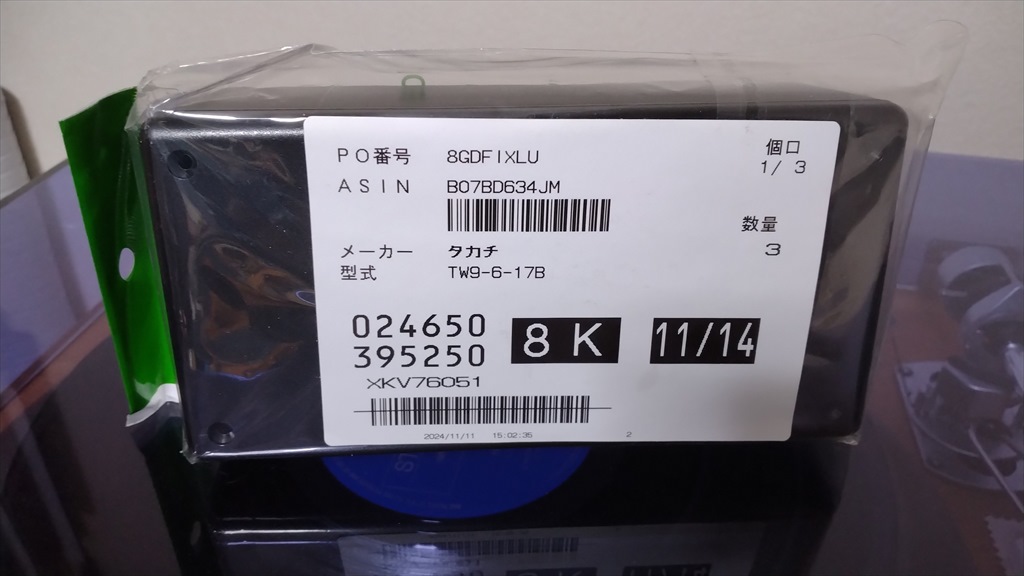 PO番号 8GDFIXLU
個口
1/ 3
ASIN B07BD634JM
数量
3
メーカー タカチ
型式 TW9-6-17B
024650
395250
8K
11/14
XKV76051
2024/11/11 15:02:35 2